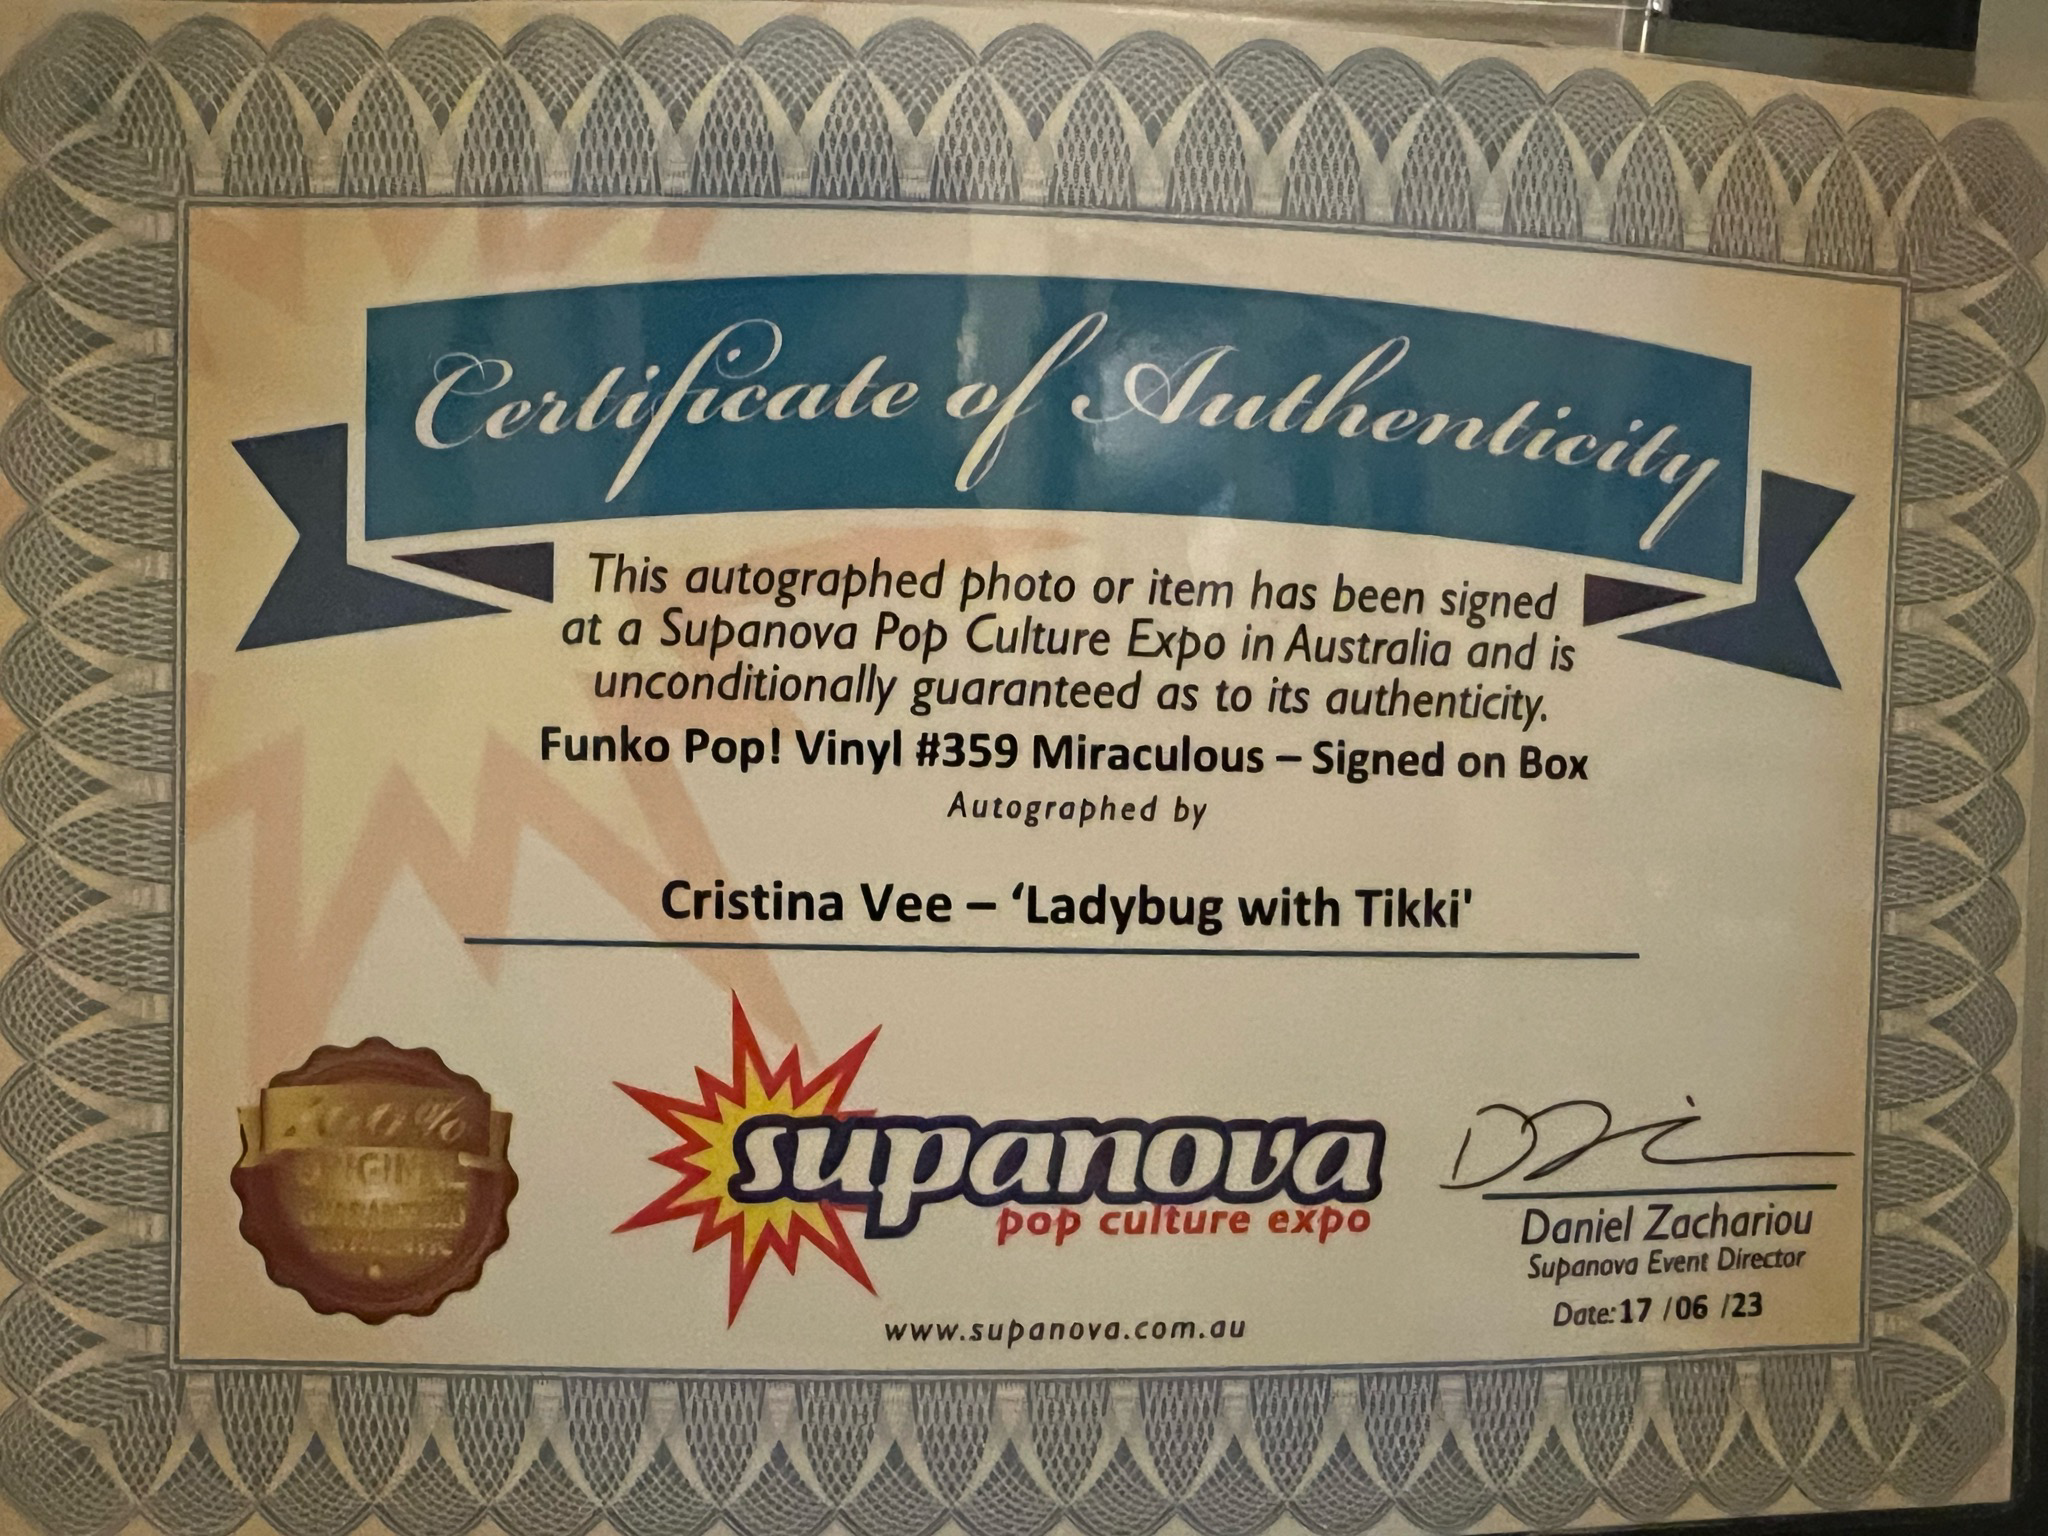 Certificate of Authenticity
This autographed photo or item has been signed
at a Supanova Pop Culture Expo in Australia and is
unconditionally guaranteed as to its authenticity.
Funko Pop! Vinyl #359 Miraculous – Signed on Box
Autographed by
Cristina Vee – ‘Ladybug with Tikki'
100%
ORIGINAL
GUARANTEED
supanova
pop culture expo
www.supanova.com.au
Daniel Zachariou
Supanova Event Director
Date:17 /06 /23